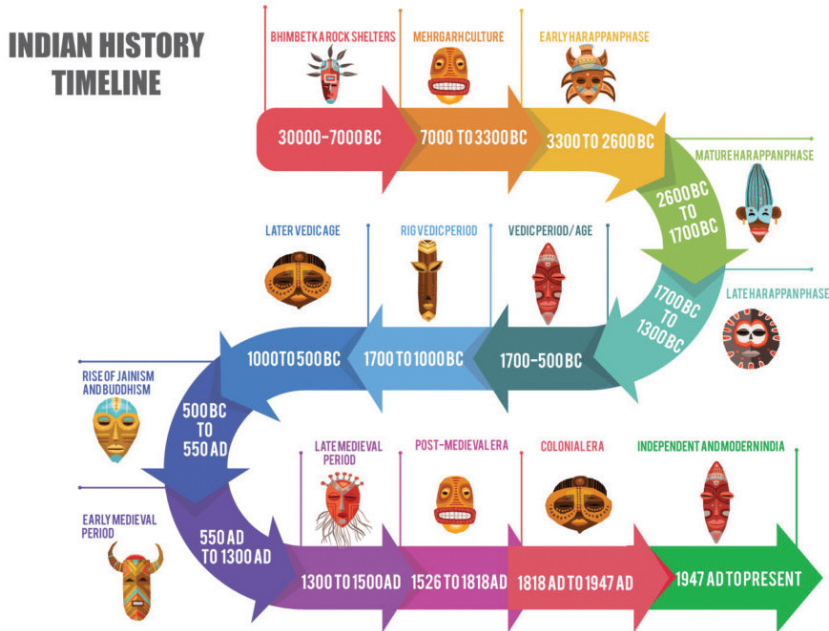 INDIAN HISTORY
TIMELINE
BHIMBETKA ROCK SHELTERS
30000-7000 BC
MEHRGARH CULTURE
7000 TO 3300 BC
EARLY HARAPPAN PHASE
3300 TO 2600 BC
MATURE HARAPPAN PHASE
2600 BC
TO
1700 BC
LATE HARAPPAN PHASE
1700 BC
TO
1300 BC
VEDIC PERIOD/ AGE
1700-500 BC
RIG VEDIC PERIOD
1700 TO 1000 BC
LATER VEDIC AGE
1000 TO 500 BC
RISE OF JAINISM
AND BUDDHISM
500 BC
TO
550 AD
EARLY MEDIEVAL
PERIOD
550 AD
TO 1300 AD
LATE MEDIEVAL
PERIOD
1300 TO 1500AD
POST-MEDIEVAL ERA
1526 TO 1818AD
COLONIAL ERA
1818 AD TO 1947 AD
INDEPENDENT AND MODERN INDIA
1947 AD TO PRESENT